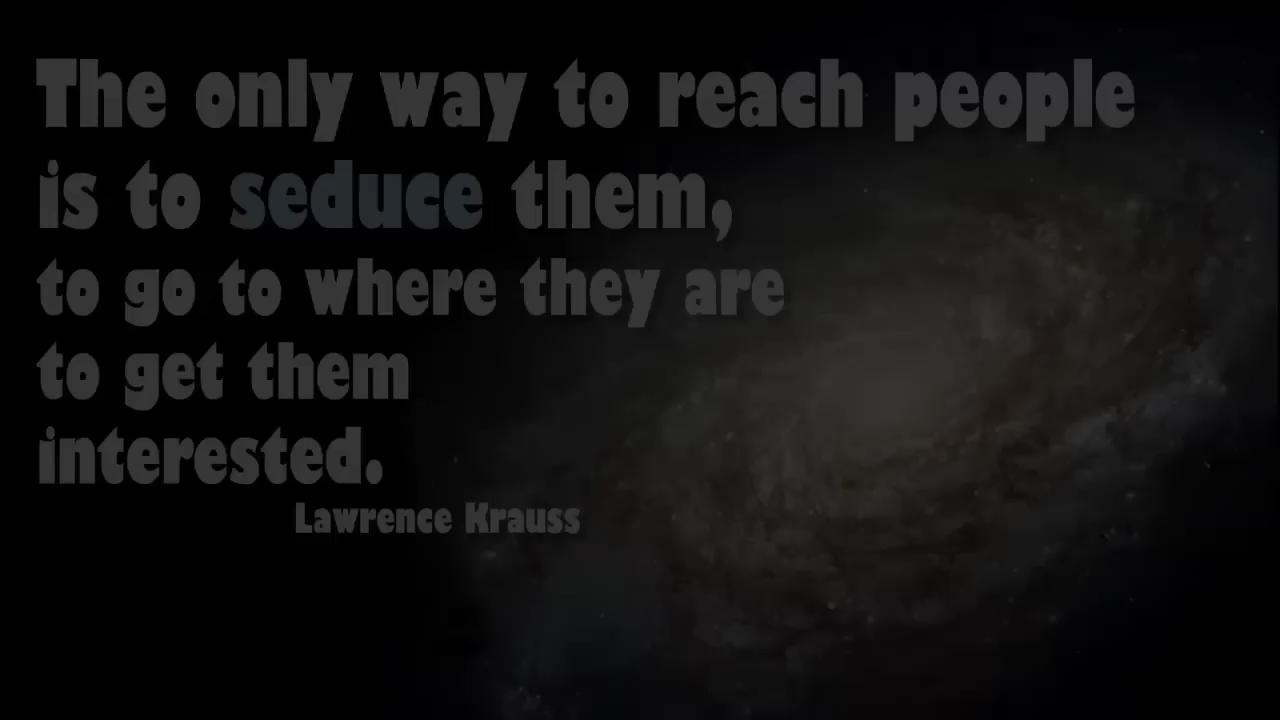 The only way to reach people
is to seduce them,
to go to where they are
to get them
interested.
Lawrence Krauss